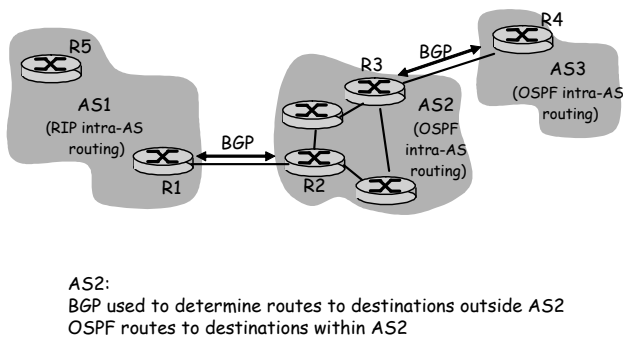 R4
R5
R3
BGP
AS3
(OSPF intra-AS
routing)
AS1
(RIP intra-AS
routing)
AS2
(OSPF
intra-AS
routing)
BGP
R1
R2
AS2:
BGP used to determine routes to destinations outside AS2
OSPF routes to destinations within AS2